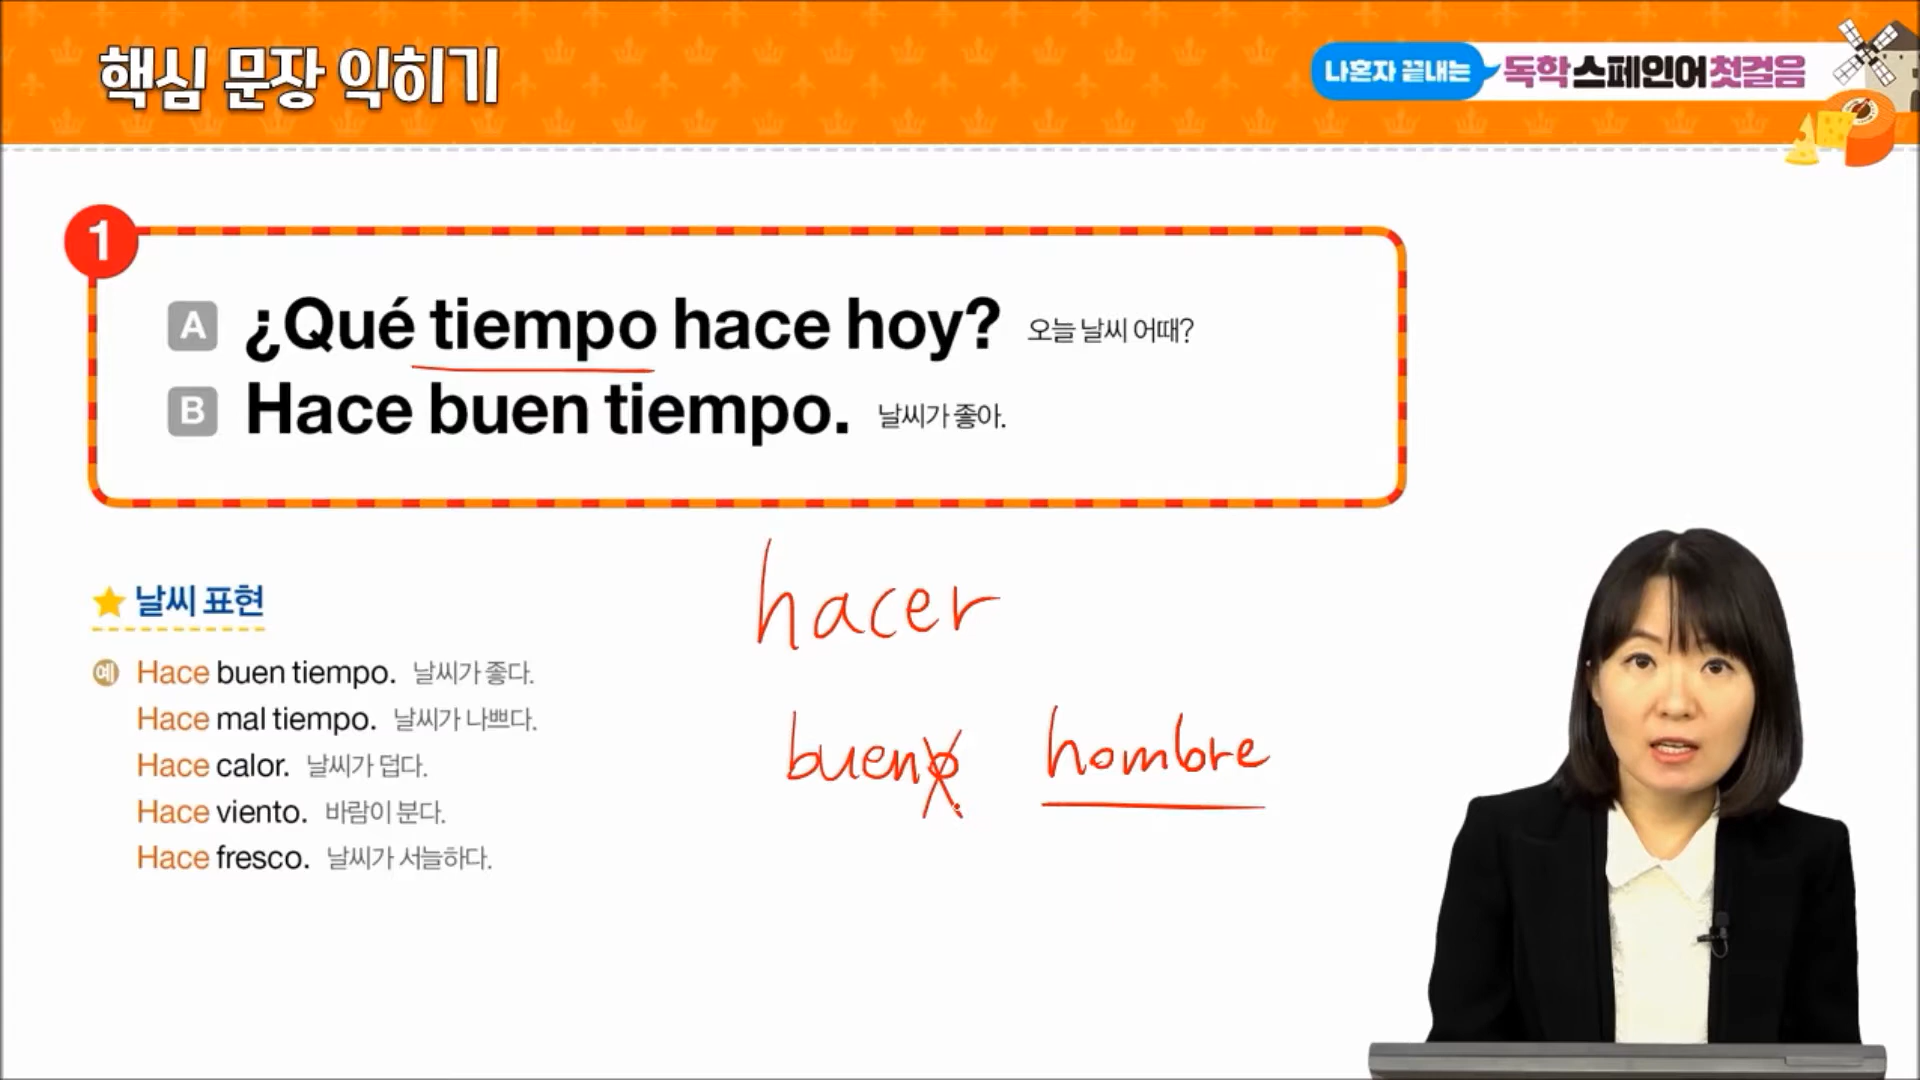 핵심 문장 익히기
나혼자 끝내는 독학 스페인어 첫걸음
1
A ¿Qué tiempo hace hoy? 오늘 날씨 어때?
B Hace buen tiempo. 날씨가 좋아.
hacer
bueno hombre
날씨 표현
예 Hace buen tiempo. 날씨가 좋다.
Hace mal tiempo. 날씨가 나쁘다.
Hace calor. 날씨가 덥다.
Hace viento. 바람이 분다.
Hace fresco. 날씨가 서늘하다.